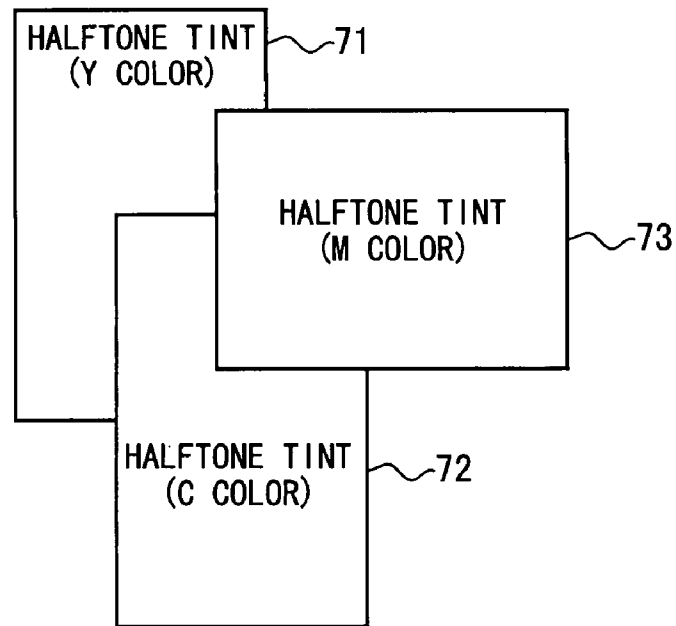 HALFTONE TINT
(Y COLOR)
71
HALFTONE TINT
(M COLOR)
73
HALFTONE TINT
(C COLOR)
72